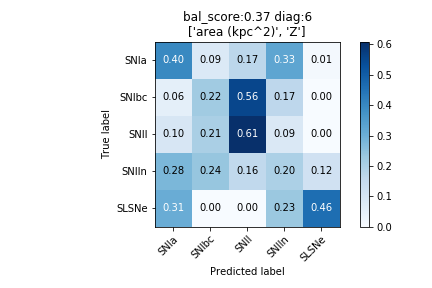 bal_score:0.37 diag:6
['area (kpc^2)', 'Z']
True label
SNIa 0.40 0.09 0.17 0.33 0.01
SNIbc 0.06 0.22 0.56 0.17 0.00
SNII 0.10 0.21 0.61 0.09 0.00
SNIIn 0.28 0.24 0.16 0.20 0.12
SLSNe 0.31 0.00 0.00 0.23 0.46
SNIa SNIbc SNII SNIIn SLSNe
Predicted label
0.6
0.5
0.4
0.3
0.2
0.1
0.0